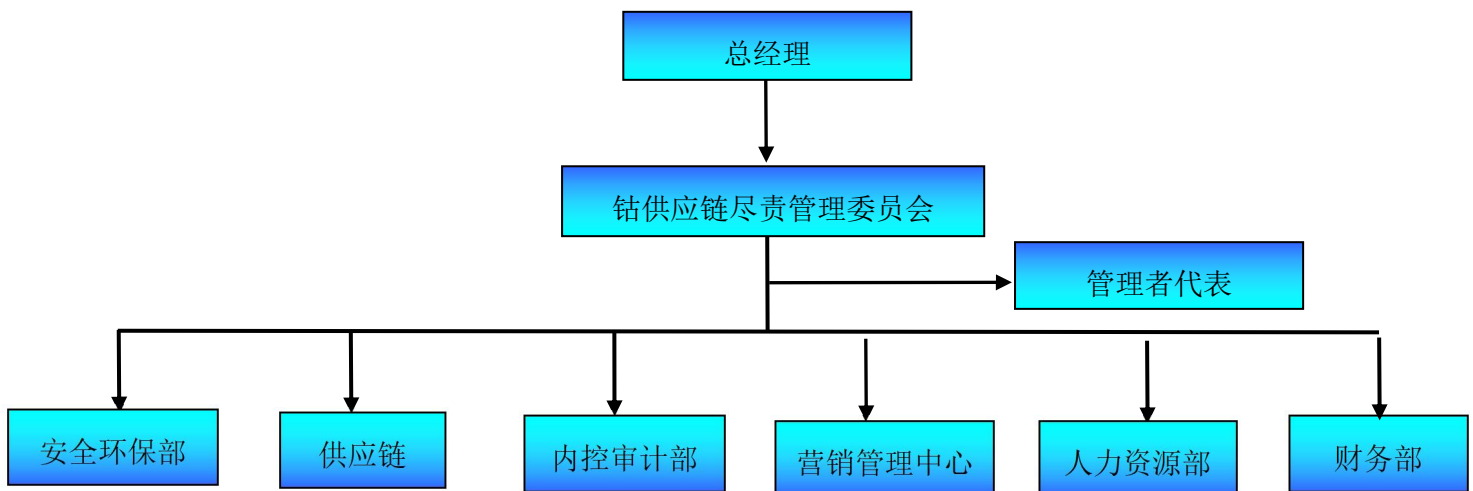 总经理
钴供应链尽责管理委员会
管理者代表
安全环保部
供应链
内控审计部
营销管理中心
人力资源部
财务部